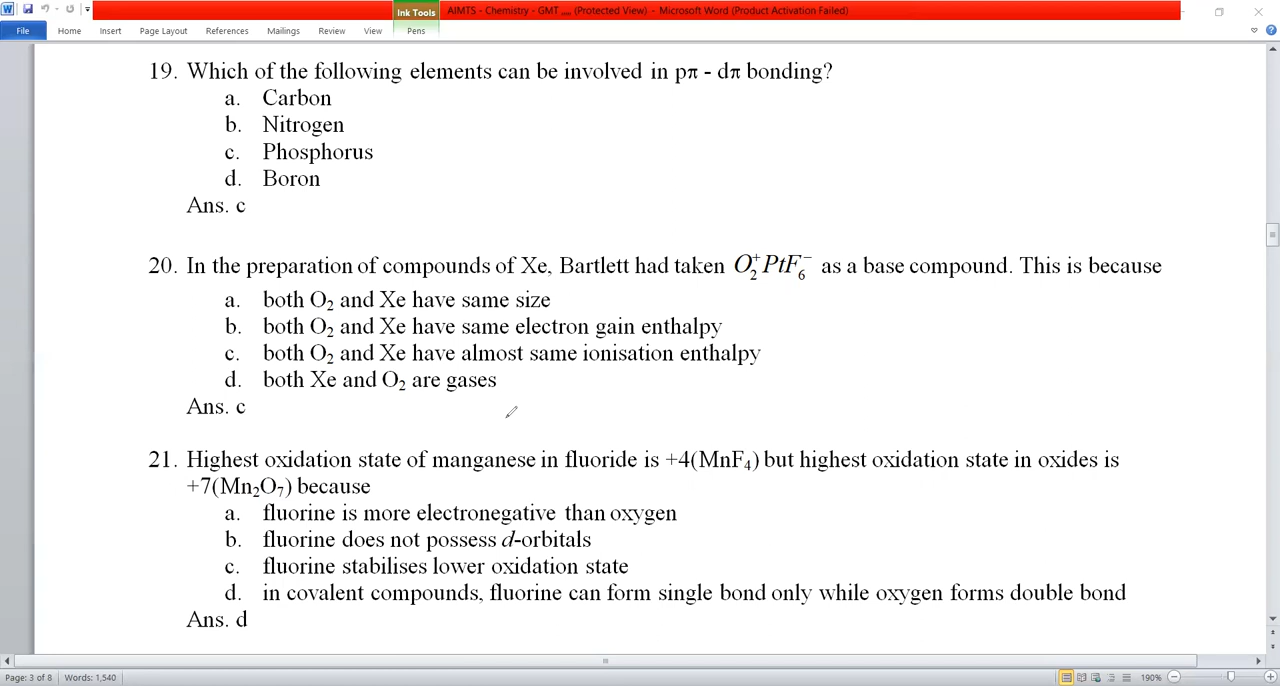 Ink Tools
AIMTS - Chemistry - GMT ,,,,, (Protected View) - Microsoft Word (Product Activation Failed)
File Home Insert Page Layout References Mailings Review View Pens
19. Which of the following elements can be involved in pπ - dπ bonding?
a. Carbon
b. Nitrogen
c. Phosphorus
d. Boron
Ans. c
20. In the preparation of compounds of Xe, Bartlett had taken O₂⁺PtF₆⁻ as a base compound. This is because
a. both O₂ and Xe have same size
b. both O₂ and Xe have same electron gain enthalpy
c. both O₂ and Xe have almost same ionisation enthalpy
d. both Xe and O₂ are gases
Ans. c
21. Highest oxidation state of manganese in fluoride is +4(MnF₄) but highest oxidation state in oxides is
+7(Mn₂O₇) because
a. fluorine is more electronegative than oxygen
b. fluorine does not possess d-orbitals
c. fluorine stabilises lower oxidation state
d. in covalent compounds, fluorine can form single bond only while oxygen forms double bond
Ans. d
Page: 3 of 8 Words: 1,540 190%